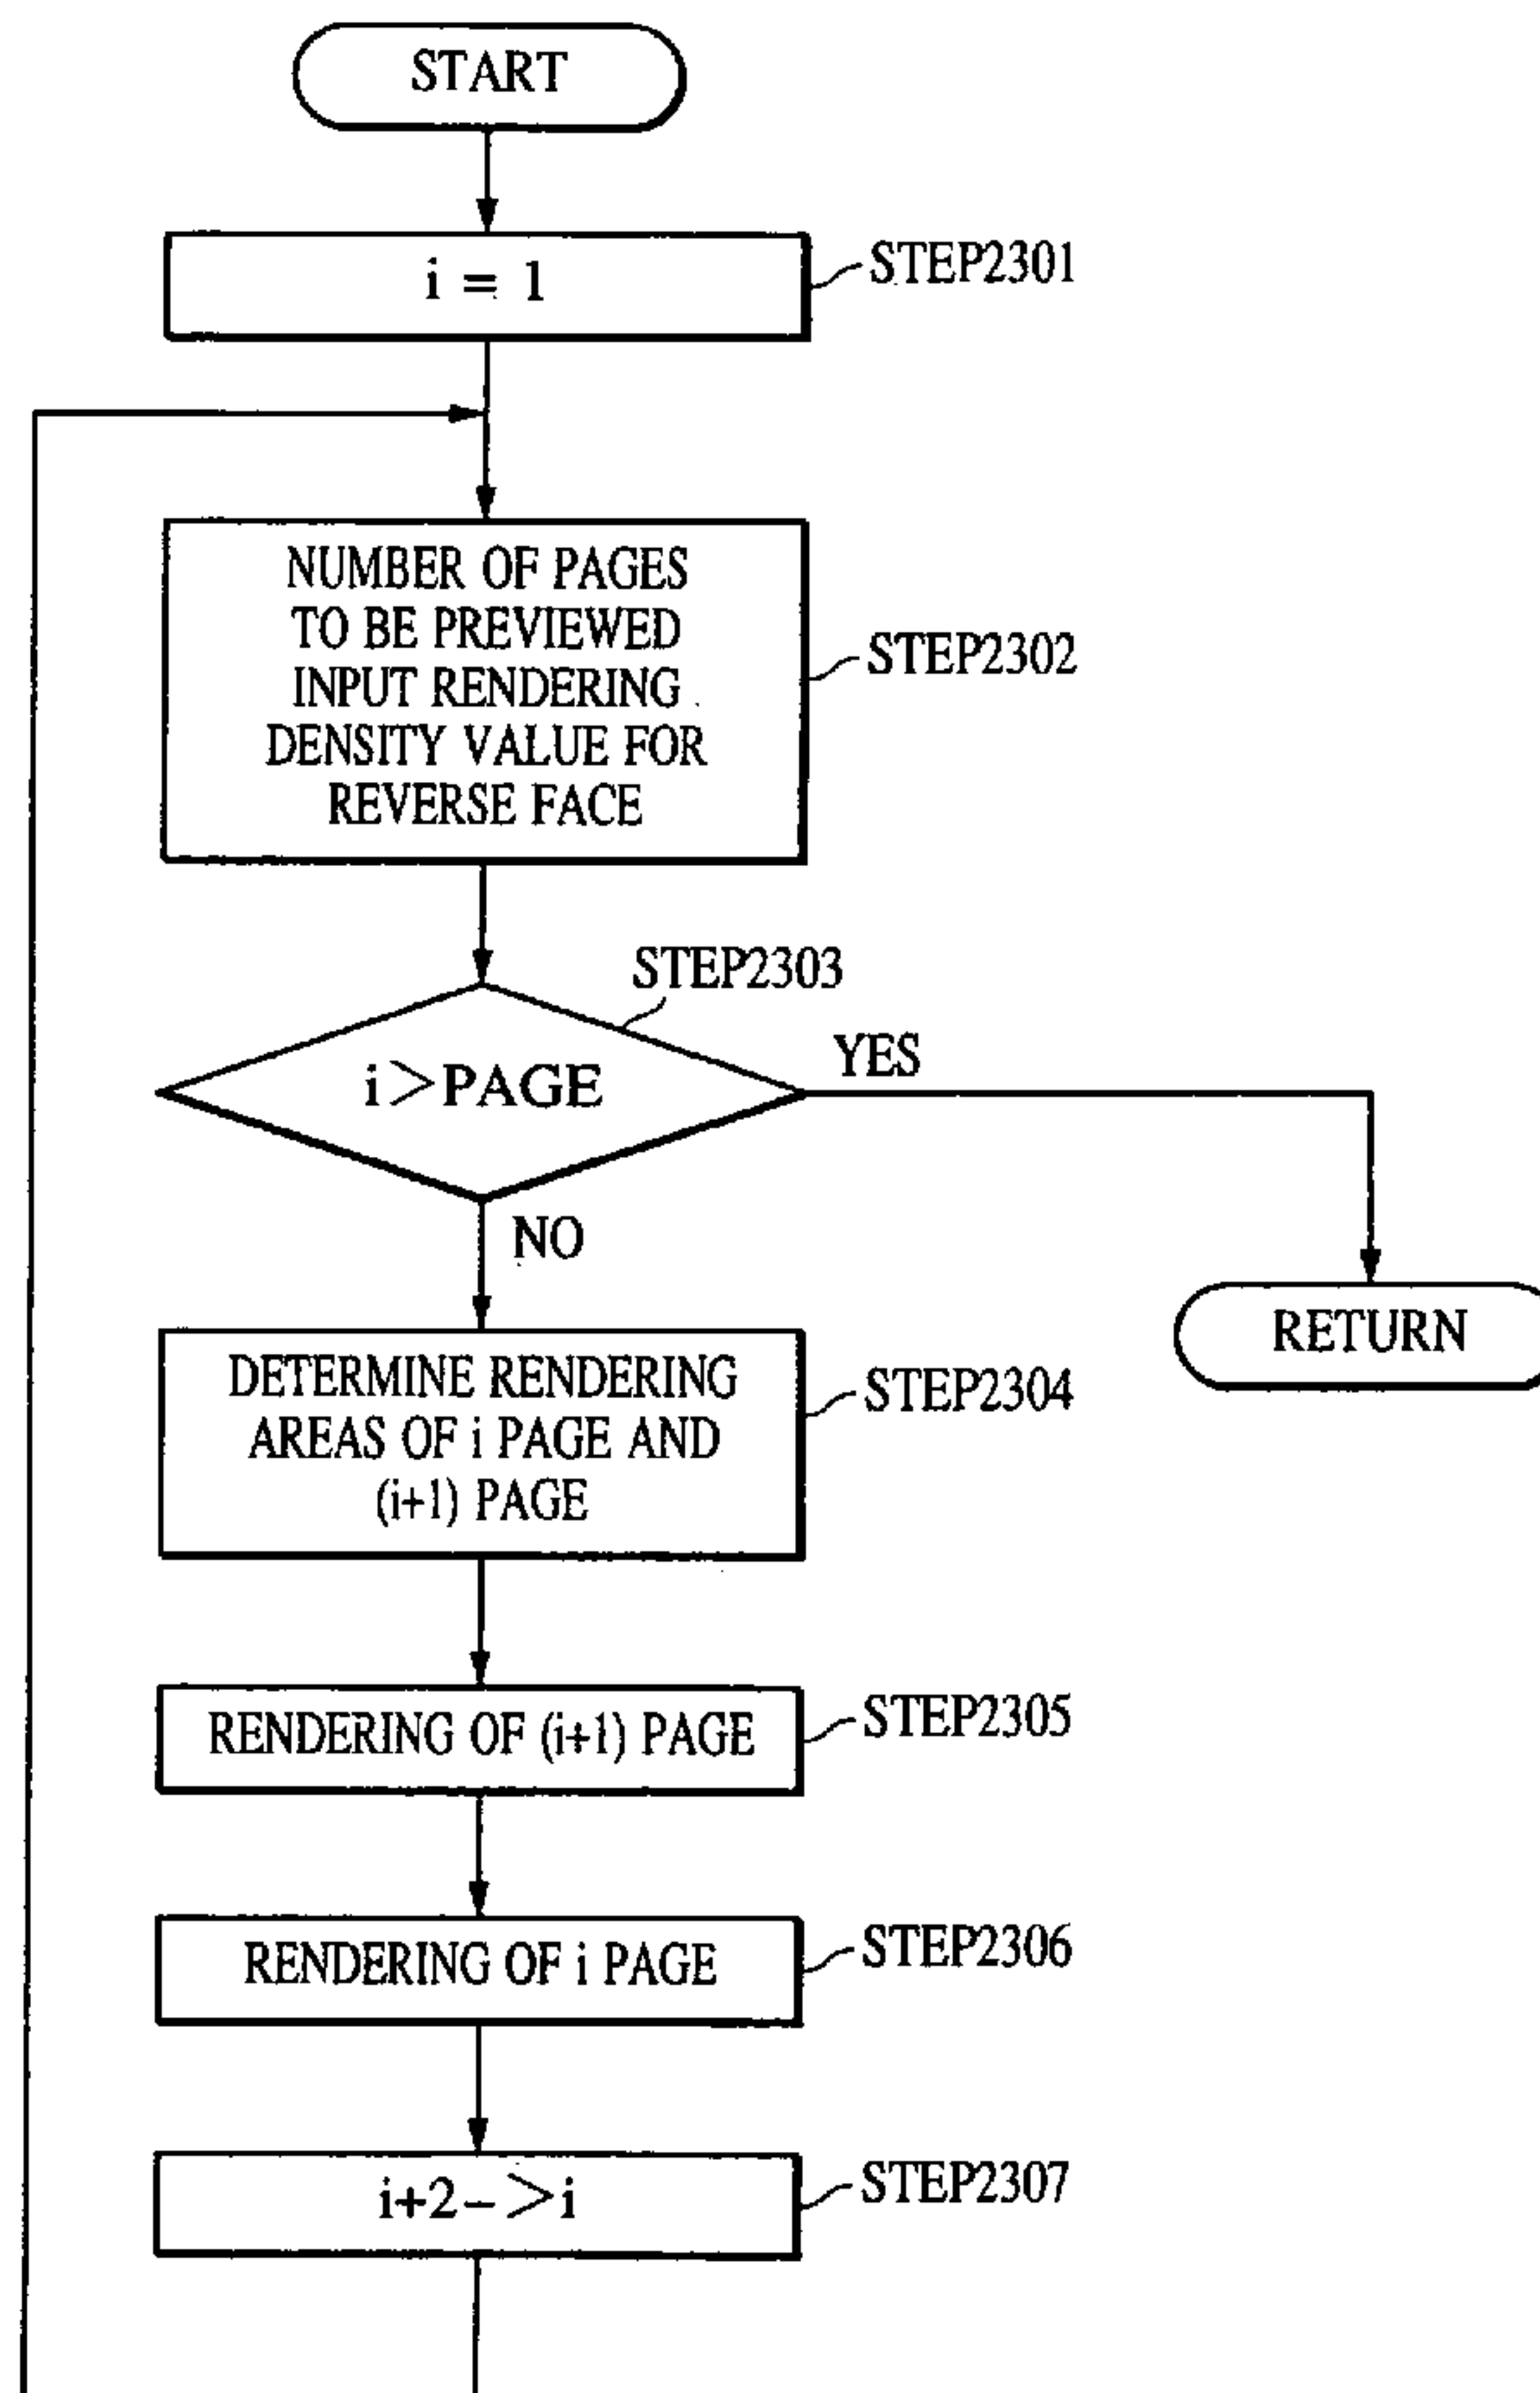 START
i = 1
STEP2301
NUMBER OF PAGES
TO BE PREVIEWED
INPUT RENDERING
DENSITY VALUE FOR
REVERSE FACE
STEP2302
STEP2303
i>PAGE
YES
NO
RETURN
DETERMINE RENDERING
AREAS OF i PAGE AND
(i+1) PAGE
STEP2304
RENDERING OF (i+1) PAGE
STEP2305
RENDERING OF i PAGE
STEP2306
i+2->i
STEP2307